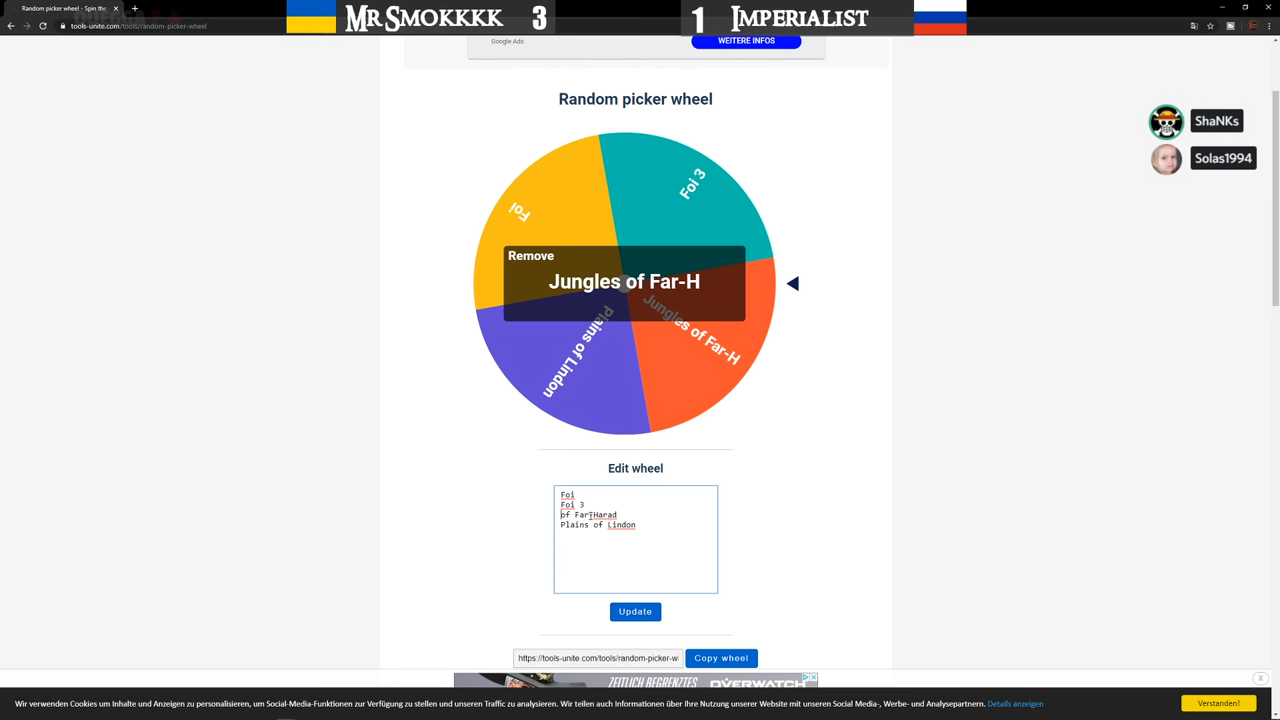 Random picker wheel - Spin the
MRSMOKKKK 3
1 IMPERIALIST
tools-unite.com/tools/random-picker-wheel
Google Ads
WEITERE INFOS
Random picker wheel
ShaNKs
Solas1994
Foi 3
Foi
Remove
Jungles of Far-H
Jungles of Far-H
Plains of Lindon
Edit wheel
Foi
Foi 3
of Far-Harad
Plains of Lindon
Update
https://tools-unite.com/tools/random-picker-w
Copy wheel
X
ZEITLICH BEGRENZTES OVERWATCH
Wir verwenden Cookies um Inhalte und Anzeigen zu personalisieren, um Social-Media-Funktionen zur Verfügung zu stellen und unseren Traffic zu analysieren. Wir teilen auch Informationen über Ihre Nutzung unserer Website mit unseren Social Media-, Werbe- und Analysepartnern. Details anzeigen
Verstanden!